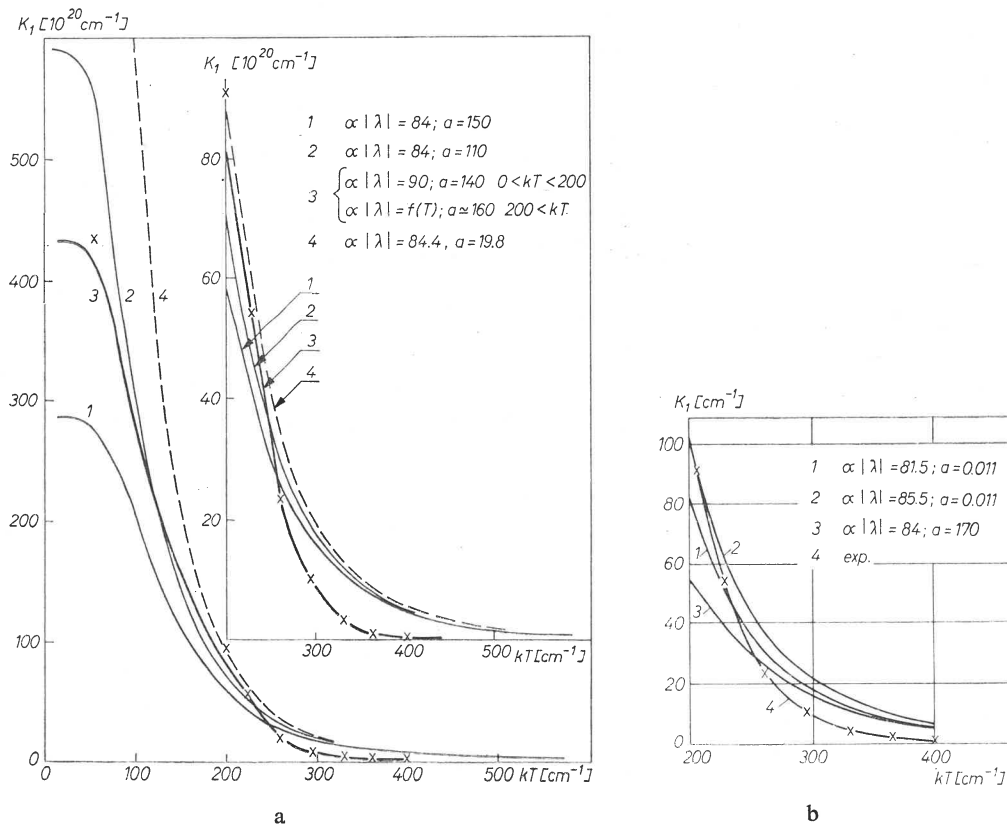 K₁ [10²⁰cm⁻¹]
500
400
300
200
100
0
0
100
200
300
400
500 kT [cm⁻¹]
1
2
3
4
K₁ [10²⁰cm⁻¹]
80
60
40
20
200
300
400
500
kT [cm⁻¹]
1 ∝ |λ| = 84; a=150
2 ∝ |λ| = 84; a=110
3 { ∝ |λ| = 90; a=140 0<kT<200
∝ |λ| = f(T); a≃160 200<kT.
4 ∝ |λ| = 84.4, a=19.8
1
2
3
4
a
K₁ [cm⁻¹]
100
80
60
40
20
0
200
300
400
kT [cm⁻¹]
1 ∝ |λ| = 81.5; a=0.011
2 ∝ |λ| = 85.5; a=0.011
3 ∝ |λ| = 84; a=170
4 exp.
1
2
3
4
b